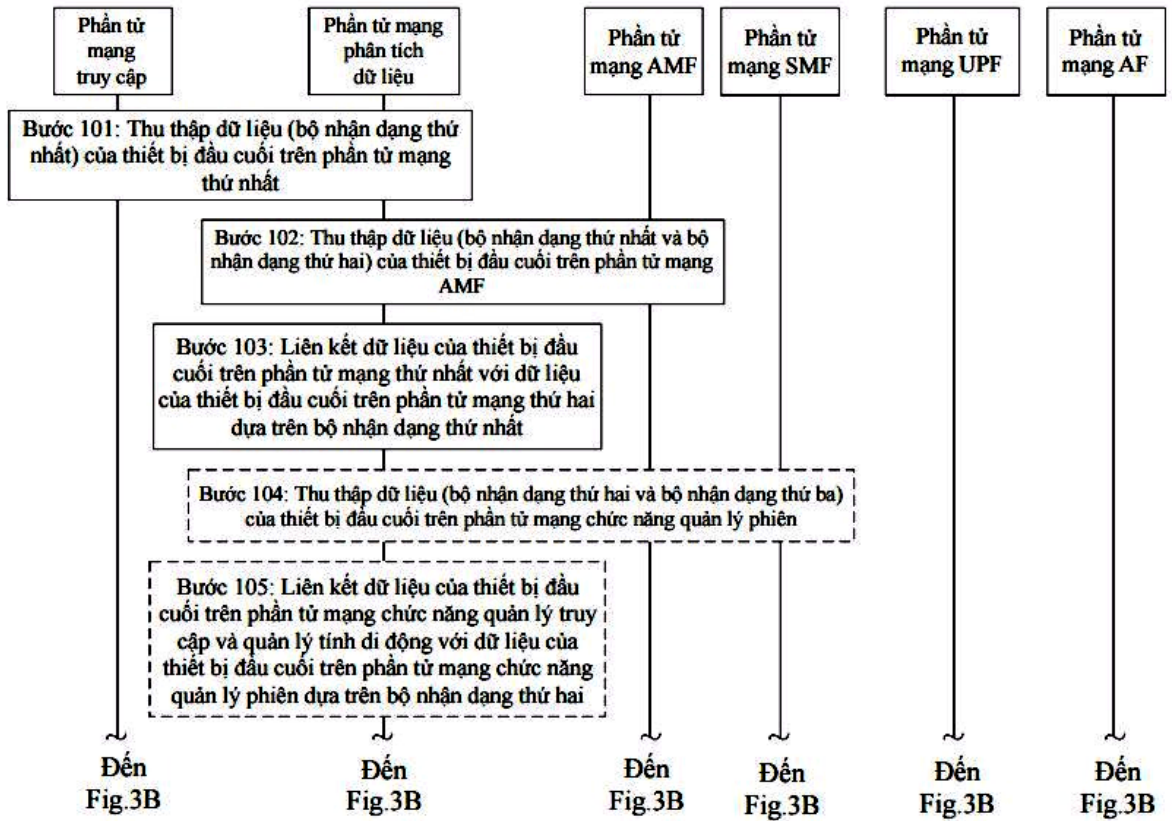 Phần tử
mạng
truy cập
Phần tử mạng
phân tích
dữ liệu
Phần tử
mạng AMF
Phần tử
mạng SMF
Phần tử
mạng UPF
Phần tử
mạng AF
Bước 101: Thu thập dữ liệu (bộ nhận dạng thứ
nhất) của thiết bị đầu cuối trên phần tử mạng
thứ nhất
Bước 102: Thu thập dữ liệu (bộ nhận dạng thứ nhất và bộ
nhận dạng thứ hai) của thiết bị đầu cuối trên phần tử mạng
AMF
Bước 103: Liên kết dữ liệu của thiết bị đầu
cuối trên phần tử mạng thứ nhất với dữ liệu
của thiết bị đầu cuối trên phần tử mạng thứ hai
dựa trên bộ nhận dạng thứ nhất
Bước 104: Thu thập dữ liệu (bộ nhận dạng thứ hai và bộ nhận dạng thứ ba)
của thiết bị đầu cuối trên phần tử mạng chức năng quản lý phiên
Bước 105: Liên kết dữ liệu của thiết bị đầu
cuối trên phần tử mạng chức năng quản lý truy
cập và quản lý tính di động với dữ liệu của
thiết bị đầu cuối trên phần tử mạng chức năng
quản lý phiên dựa trên bộ nhận dạng thứ hai
Đến
Fig.3B
Đến
Fig.3B
Đến
Fig.3B
Đến
Fig.3B
Đến
Fig.3B
Đến
Fig.3B